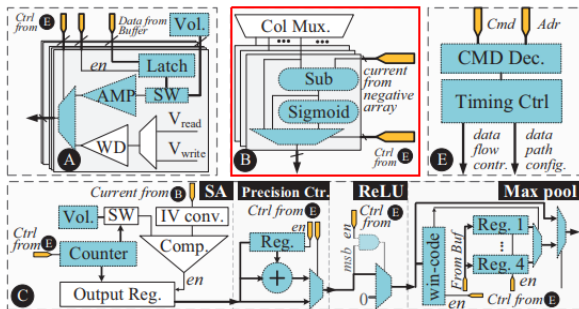 Ctrl from E
Data from Buffer
Vol.
en
Latch
AMP
SW
WD
Vread
Vwrite
A
Col Mux.
Sub
Sigmoid
current from negative array
Ctrl from E
B
Cmd
Adr
CMD Dec.
Timing Ctrl
data flow contr.
data path config.
E
Current from B
SA
Vol.
SW
IV conv.
Ctrl from E
Counter
Comp.
en
Output Reg.
C
Precision Ctr.
Ctrl from E
Reg.
+
ReLU
Ctrl from E
en
msb
0
Max pool
win-code
From Buf
Reg. 1
Reg. 4
en
en
Ctrl from E